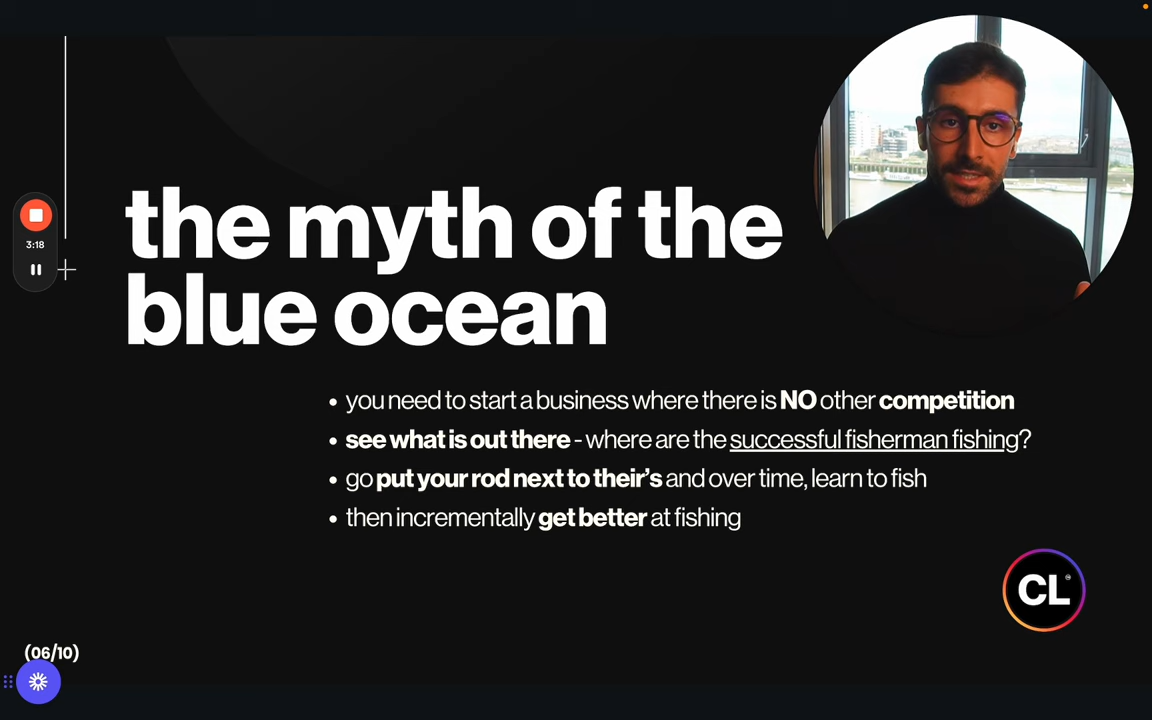 3:18
the myth of the
blue ocean
• you need to start a business where there is NO other competition
• see what is out there - where are the successful fisherman fishing?
• go put your rod next to their's and over time, learn to fish
• then incrementally get better at fishing
CL
(06/10)